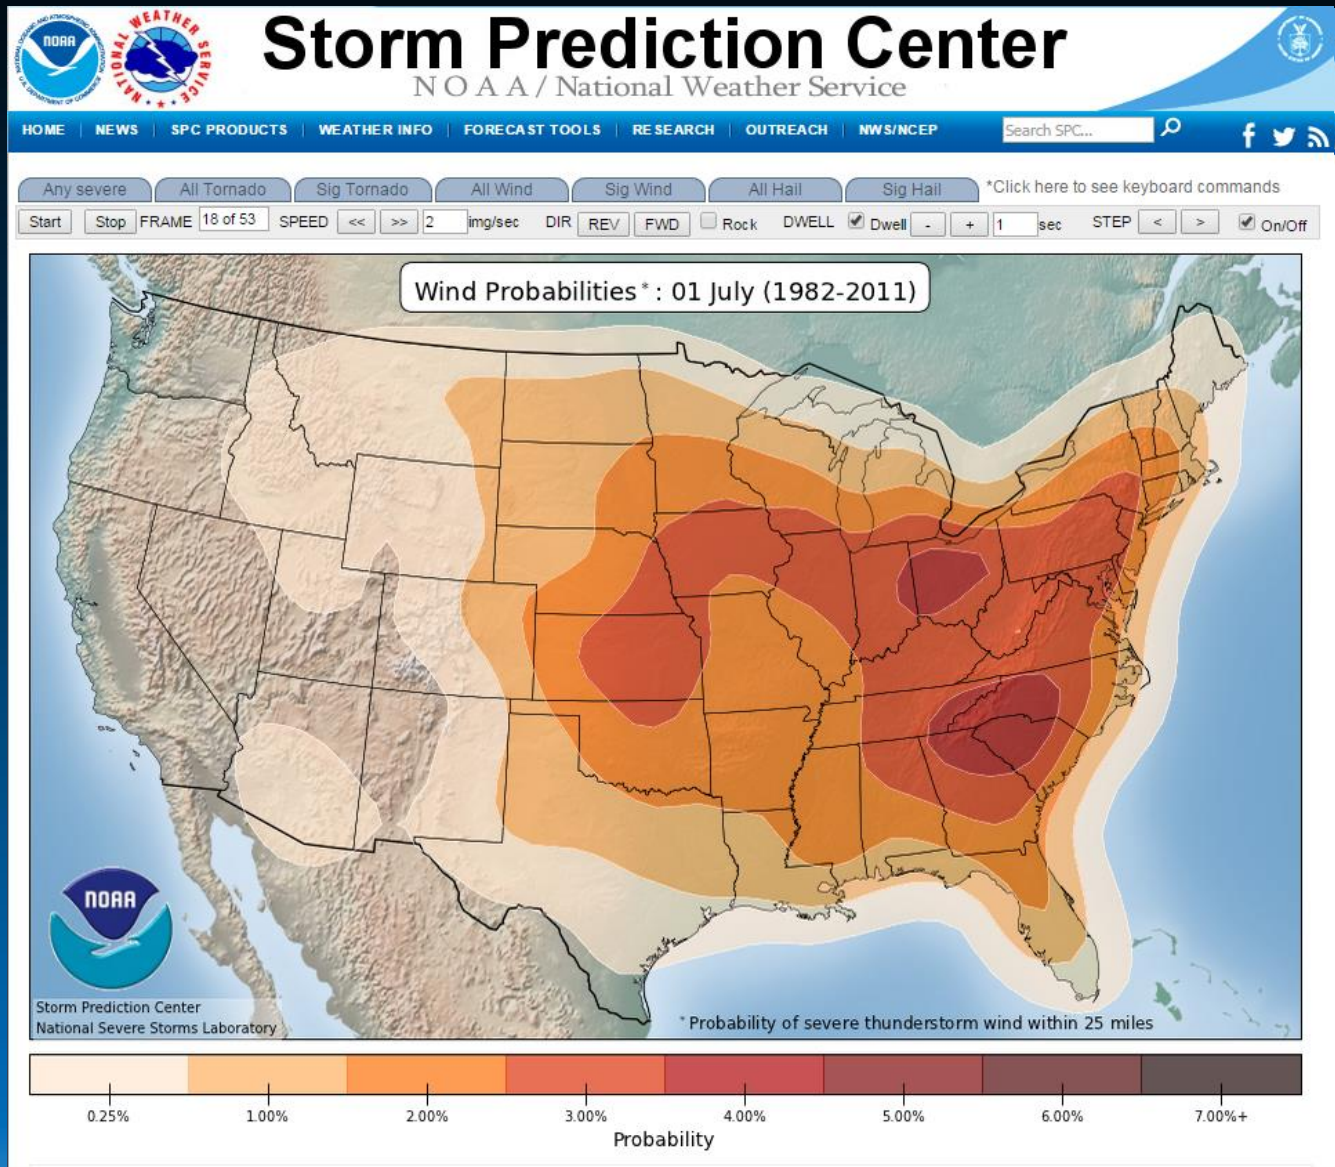 NOAA
NATIONAL WEATHER SERVICE
Storm Prediction Center
NOAA / National Weather Service
HOME NEWS SPC PRODUCTS WEATHER INFO FORECAST TOOLS RESEARCH OUTREACH NWS/NCEP Search SPC...
Any severe All Tornado Sig Tornado All Wind Sig Wind All Hail Sig Hail *Click here to see keyboard commands
Start Stop FRAME 18 of 53 SPEED << >> 2 img/sec DIR REV FWD Rock DWELL Dwell - + 1 sec STEP < > On/Off
Wind Probabilities*: 01 July (1982-2011)
NOAA
Storm Prediction Center
National Severe Storms Laboratory
*Probability of severe thunderstorm wind within 25 miles
0.25% 1.00% 2.00% 3.00% 4.00% 5.00% 6.00% 7.00%+
Probability